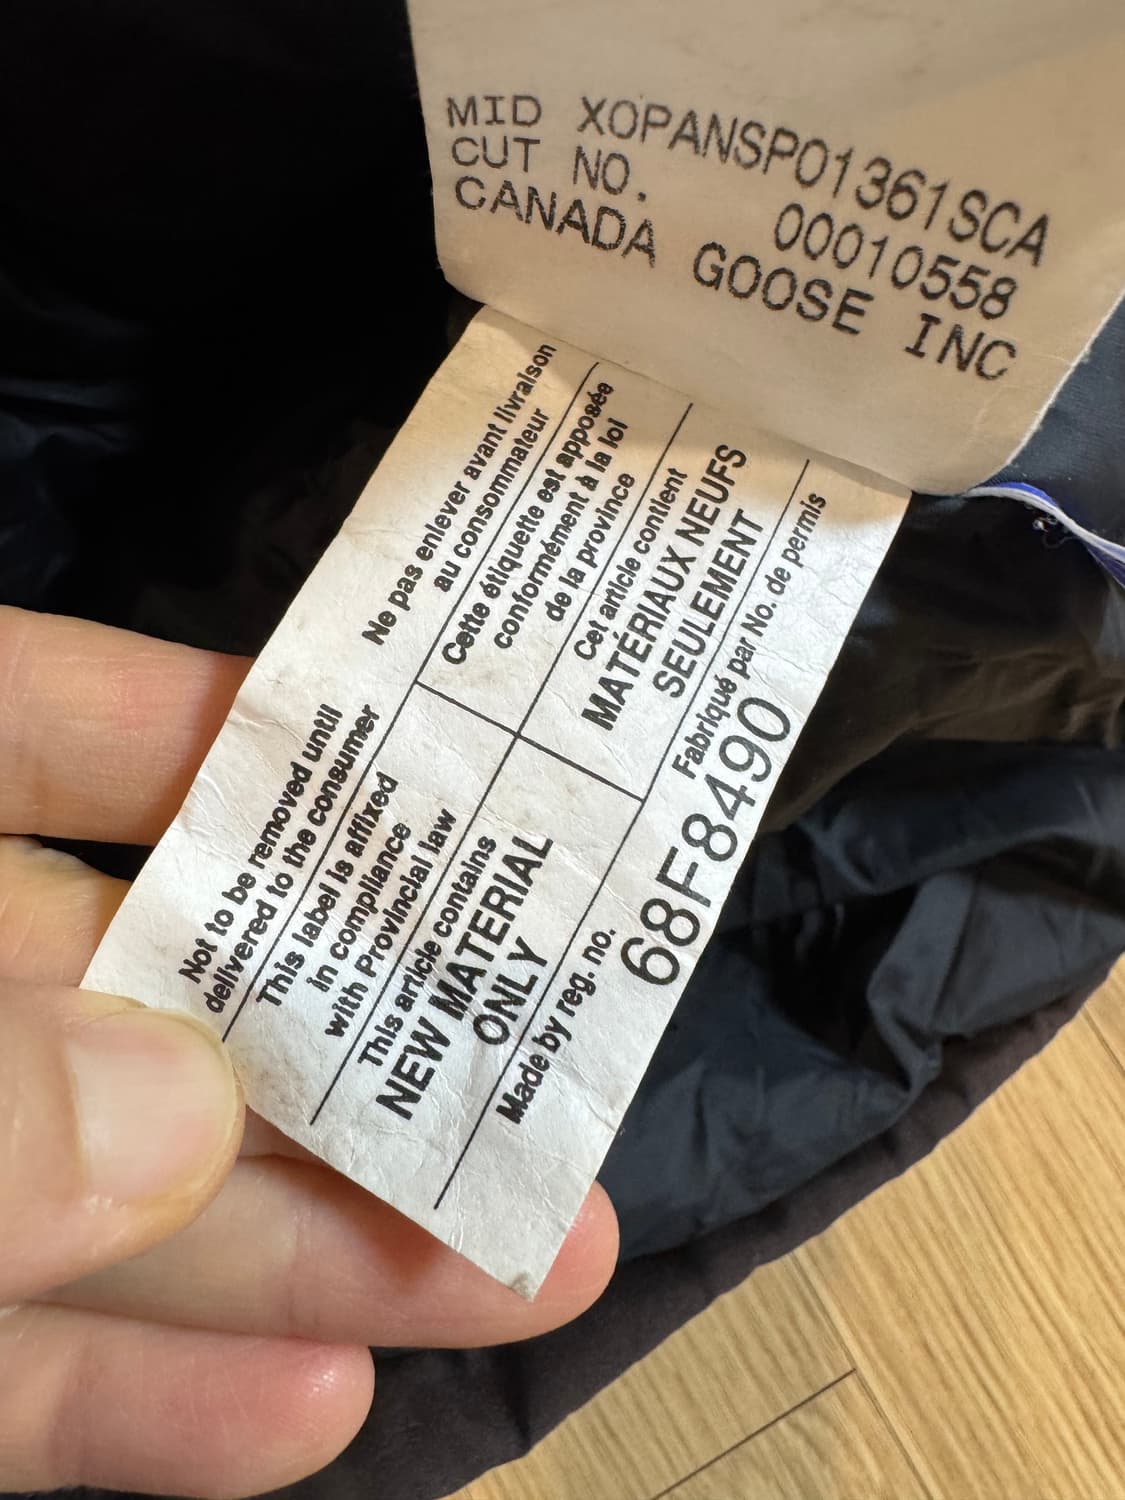 MID XOPANSPO1361SCA
CUT NO. 00010558
CANADA GOOSE INC
Ne pas enlever avant livraison
au consommateur
Cette étiquette est apposée
conformément à la loi
de la province
Cet article contient
MATÉRIAUX NEUFS
SEULEMENT
Fabriqué par No. de permis
Not to be removed until
delivered to the consumer
This label is affixed
in compliance
with Provincial law
This article contains
NEW MATERIAL
ONLY
Made by reg. no.
68F8490